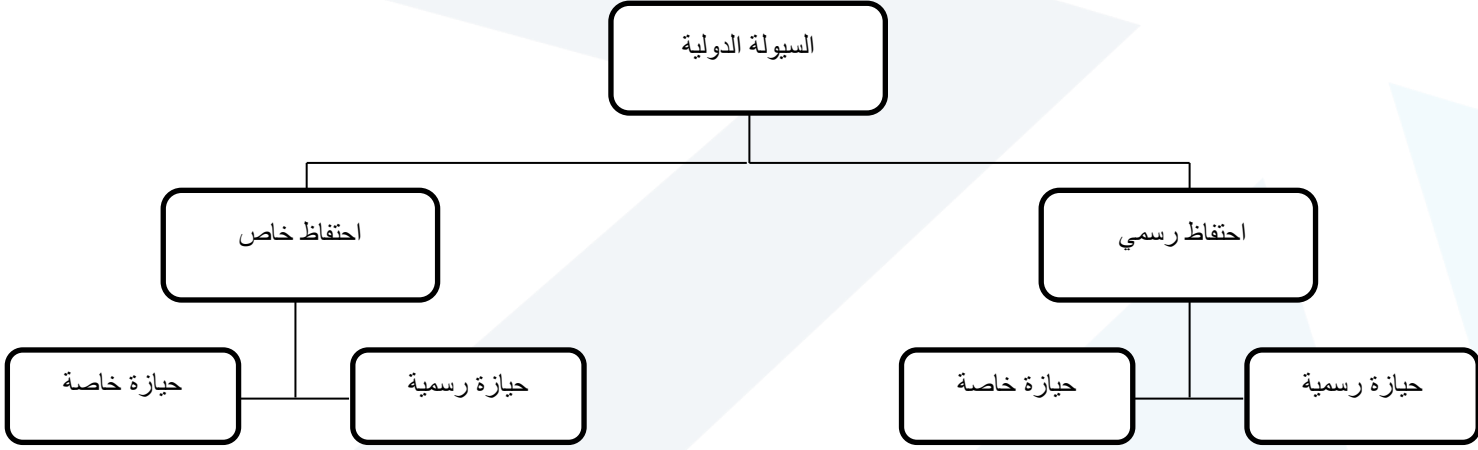 السيولة الدولية
احتفاظ رسمي
احتفاظ خاص
حيازة رسمية
حيازة خاصة
حيازة رسمية
حيازة خاصة